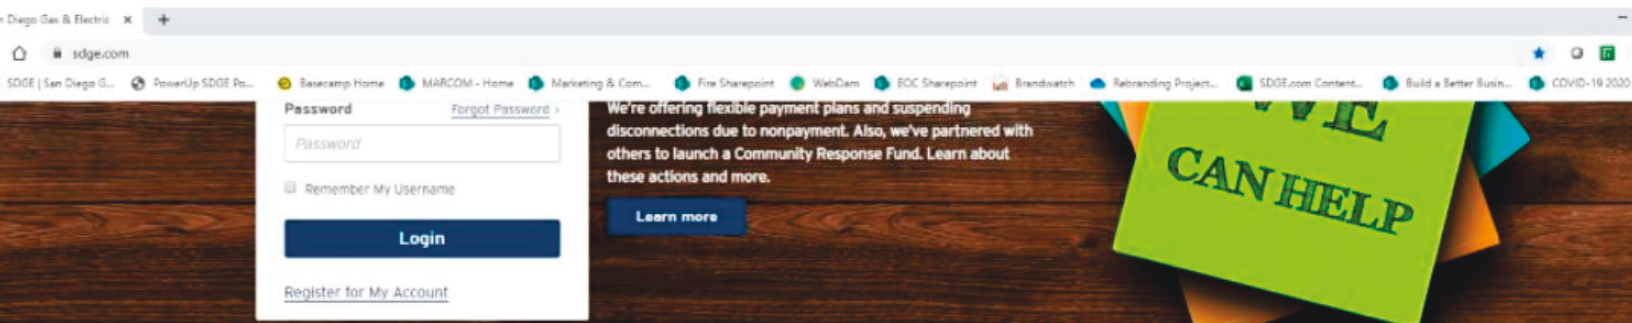 n Diego Gas & Electric
sdge.com
SDGE | San Diego G... PowerUp SDGE Po... Basecamp Home MARCOM - Home Marketing & Com... Fire Sharepoint WebDam EOC Sharepoint Brandwatch Rebranding Project... SDGE.com Content... Build a Better Busin... COVID-19 2020
Password Forgot Password ›
Password
Remember My Username
Login
Register for My Account
We're offering flexible payment plans and suspending
disconnections due to nonpayment. Also, we've partnered with
others to launch a Community Response Fund. Learn about
these actions and more.
Learn more
WE
CAN HELP